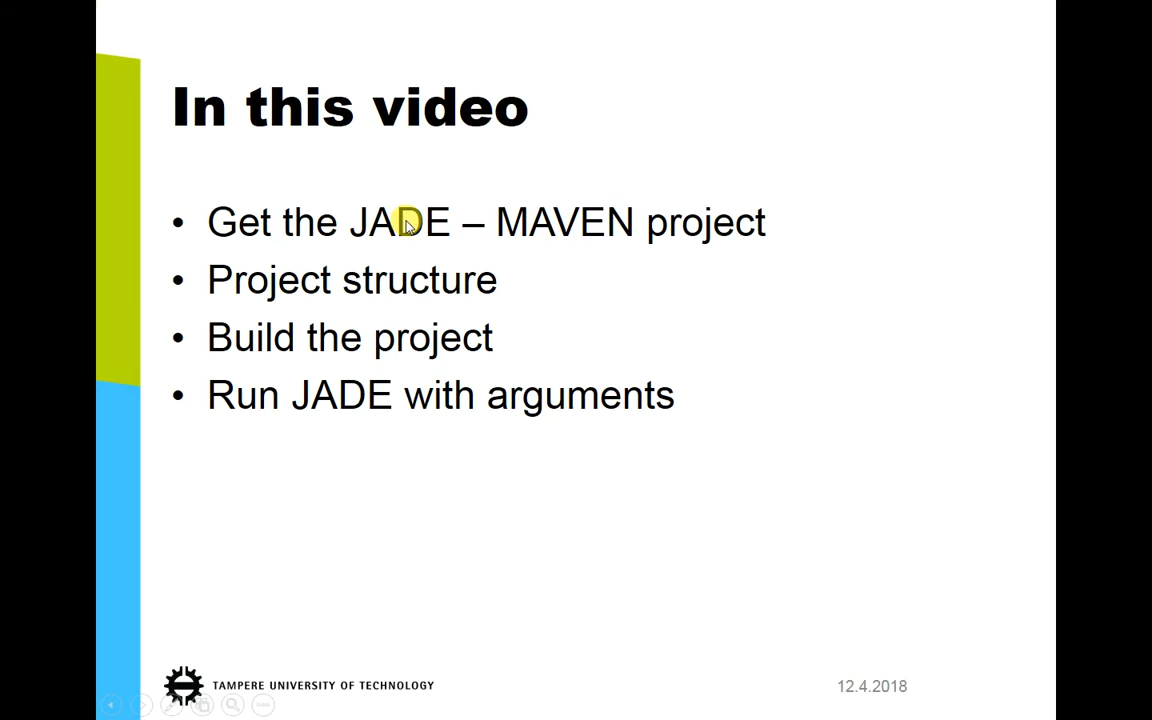 In this video
• Get the JADE – MAVEN project
• Project structure
• Build the project
• Run JADE with arguments
TAMPERE UNIVERSITY OF TECHNOLOGY
12.4.2018